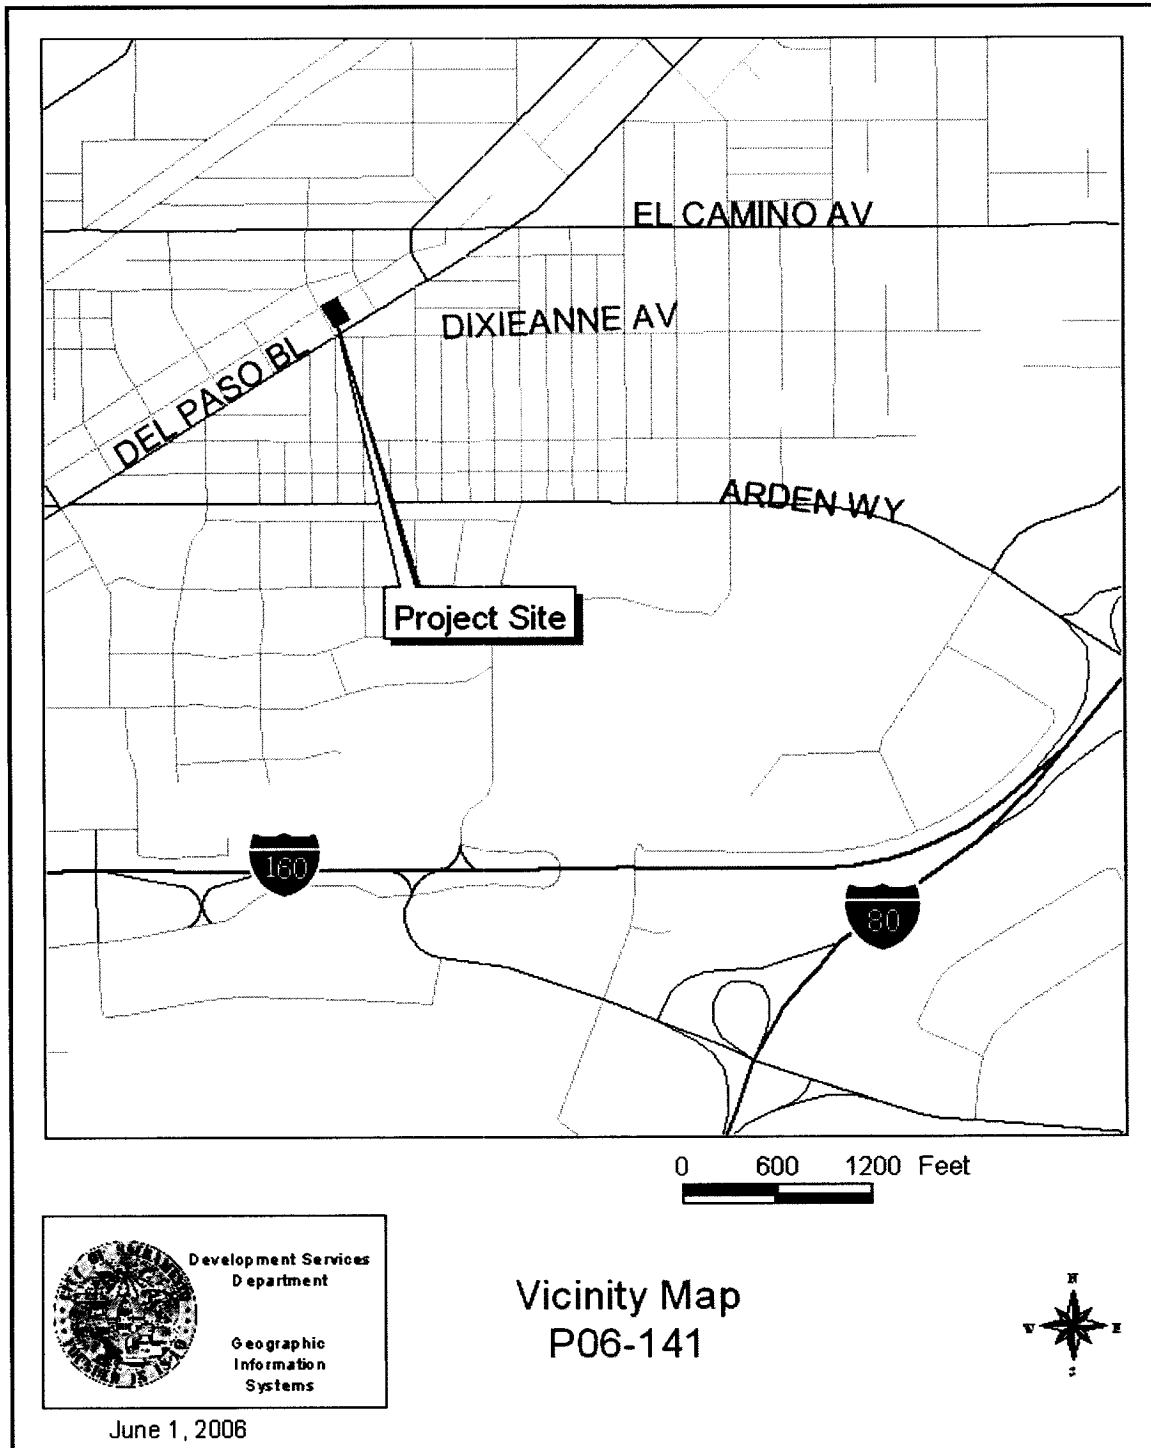 EL CAMINO AV
DIXIEANNE AV
DEL PASO BL
ARDEN WY
Project Site
160
80
0 600 1200 Feet
Development Services
Department
Geographic
Information
Systems
Vicinity Map
P06-141
N
W E
S
June 1, 2006